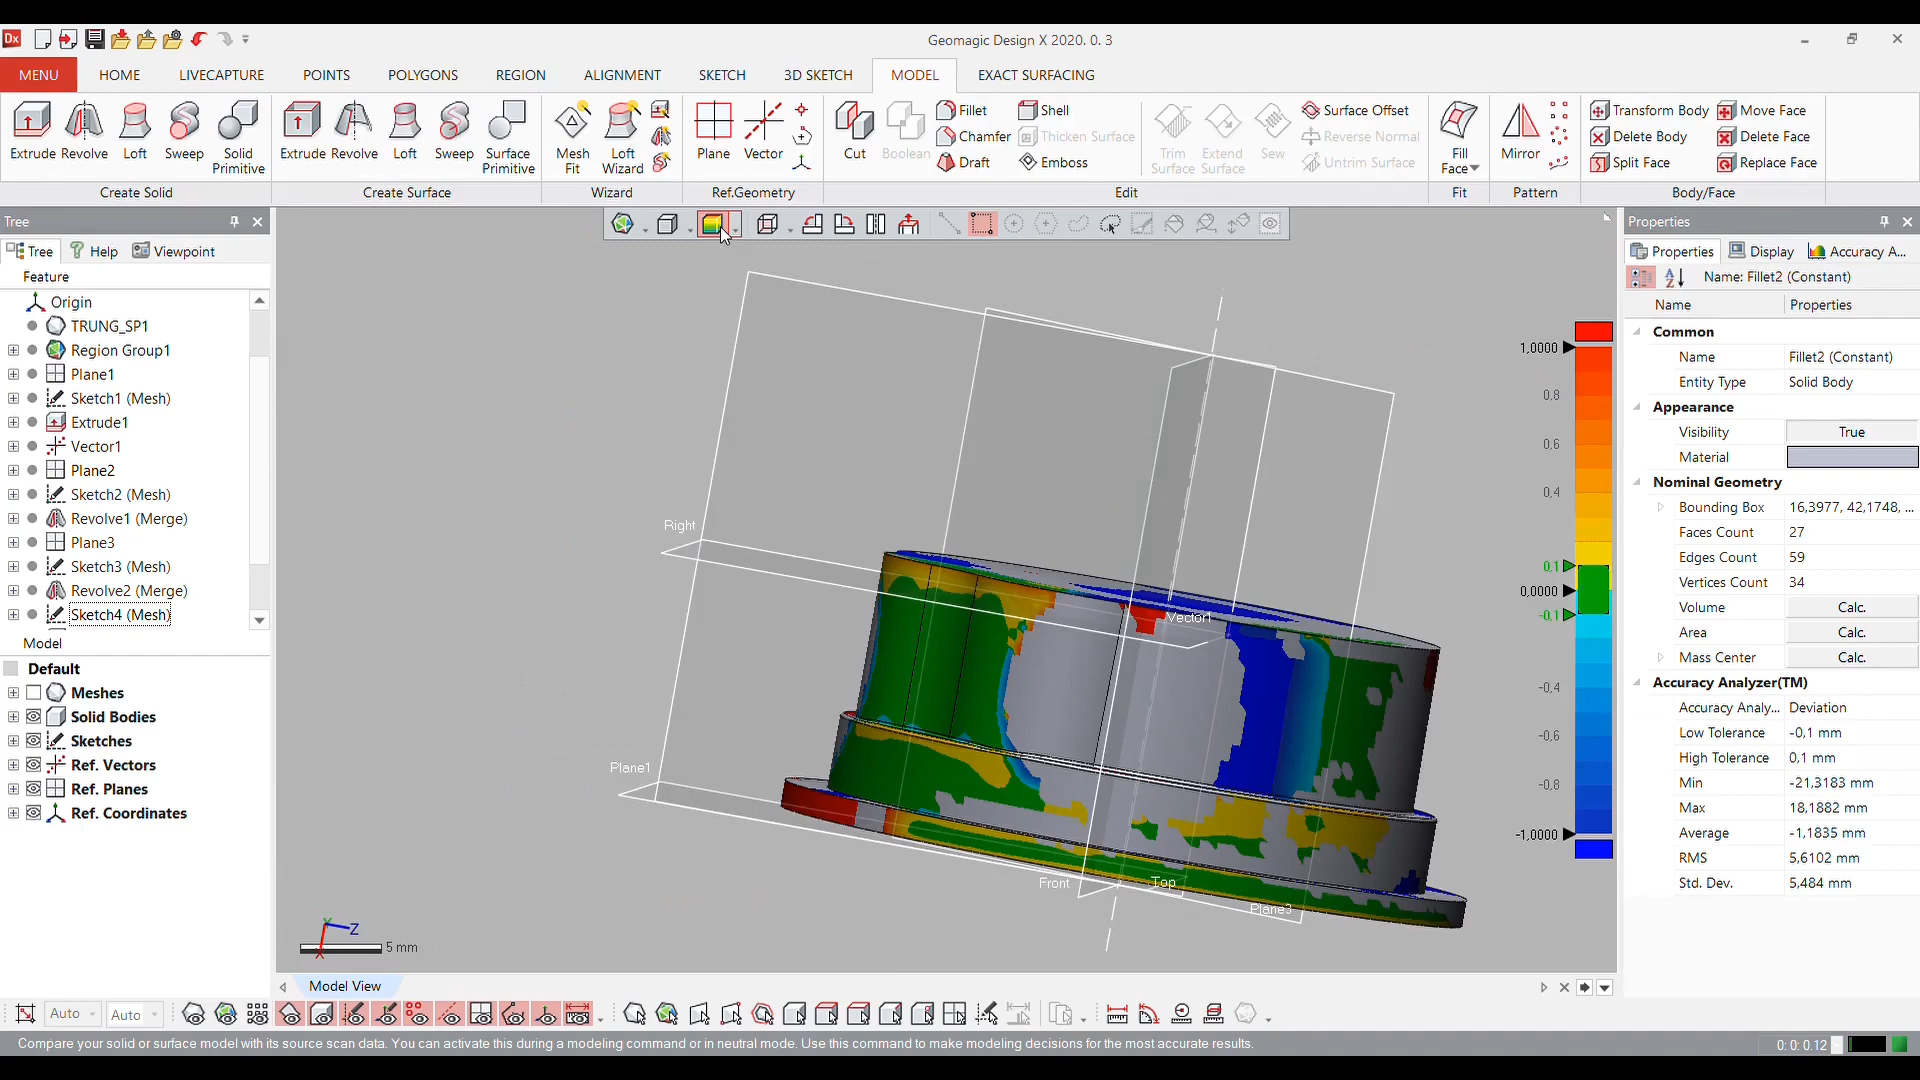 Dx
Geomagic Design X 2020. 0. 3
MENU HOME LIVECAPTURE POINTS POLYGONS REGION ALIGNMENT SKETCH 3D SKETCH MODEL EXACT SURFACING
Extrude Revolve Loft Sweep Solid Primitive
Create Solid
Extrude Revolve Loft Sweep Surface Primitive
Create Surface
Mesh Fit Loft Wizard
Wizard
Plane Vector
Ref.Geometry
Cut Boolean
Fillet Shell
Chamfer Thicken Surface
Draft Emboss
Trim Surface Extend Surface Sew
Surface Offset
Reverse Normal
Untrim Surface
Edit
Fill Face
Fit
Mirror
Pattern
Transform Body Move Face
Delete Body Delete Face
Split Face Replace Face
Body/Face
Tree
Tree Help Viewpoint
Feature
Origin
TRUNG_SP1
Region Group1
Plane1
Sketch1 (Mesh)
Extrude1
Vector1
Plane2
Sketch2 (Mesh)
Revolve1 (Merge)
Plane3
Sketch3 (Mesh)
Revolve2 (Merge)
Sketch4 (Mesh)
Model
Default
Meshes
Solid Bodies
Sketches
Ref. Vectors
Ref. Planes
Ref. Coordinates
Right
Vector1
Plane1
Front
Top
Plane3
Y
Z
X
5 mm
1,0000
0.8
0.6
0.4
0.1
0,0000
-0.1
-0.4
-0.6
-0.8
-1,0000
Properties
Properties Display Accuracy A...
Name: Fillet2 (Constant)
Name Properties
Common
Name Fillet2 (Constant)
Entity Type Solid Body
Appearance
Visibility True
Material
Nominal Geometry
Bounding Box 16,3977, 42,1748, ...
Faces Count 27
Edges Count 59
Vertices Count 34
Volume Calc.
Area Calc.
Mass Center Calc.
Accuracy Analyzer(TM)
Accuracy Analy... Deviation
Low Tolerance -0,1 mm
High Tolerance 0,1 mm
Min -21,3183 mm
Max 18,1882 mm
Average -1,1835 mm
RMS 5,6102 mm
Std. Dev. 5,484 mm
Model View
Auto Auto
Compare your solid or surface model with its source scan data. You can activate this during a modeling command or in neutral mode. Use this command to make modeling decisions for the most accurate results.
0: 0: 0.12